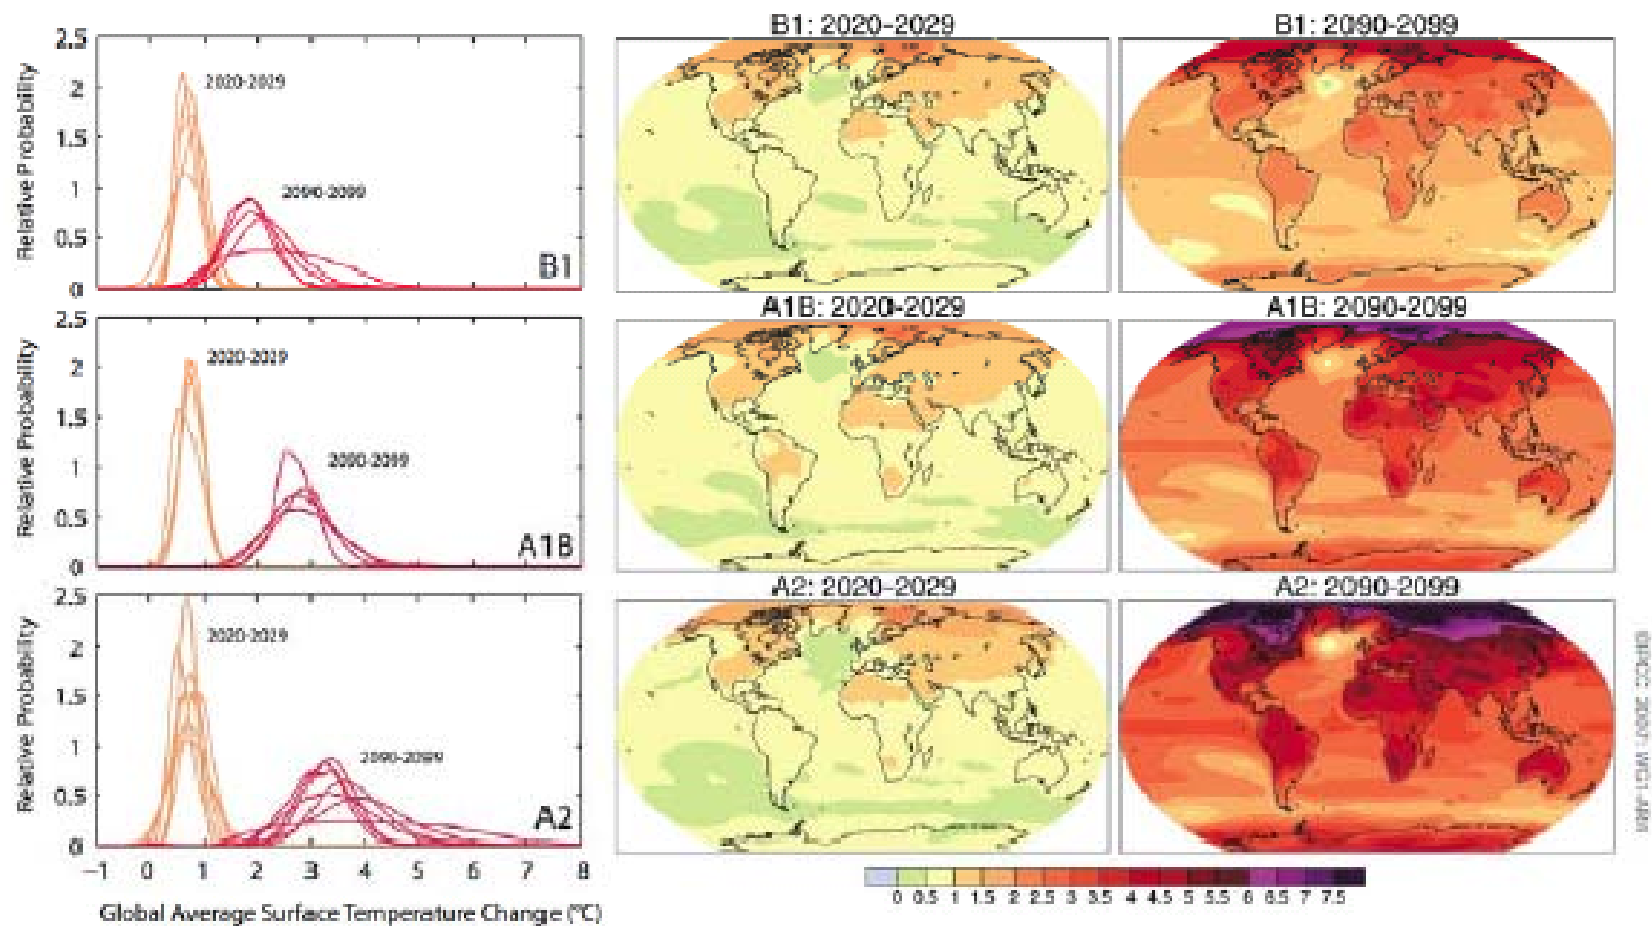 B1: 2020-2029
B1: 2090-2099
2.5
2
1.5
1
0.5
0
Relative Probability
2020-2029
2090-2099
B1
A1B: 2020-2029
A1B: 2090-2099
2.5
2
1.5
1
0.5
0
Relative Probability
2020-2029
2090-2099
A1B
A2: 2020-2029
A2: 2090-2099
2.5
2
1.5
1
0.5
0
Relative Probability
2020-2029
2090-2099
A2
-1 0 1 2 3 4 5 6 7 8
Global Average Surface Temperature Change (°C)
0 0.5 1 1.5 2 2.5 3 3.5 4 4.5 5 5.5 6 6.5 7 7.5
©IPCC 2007: WG1-AR4